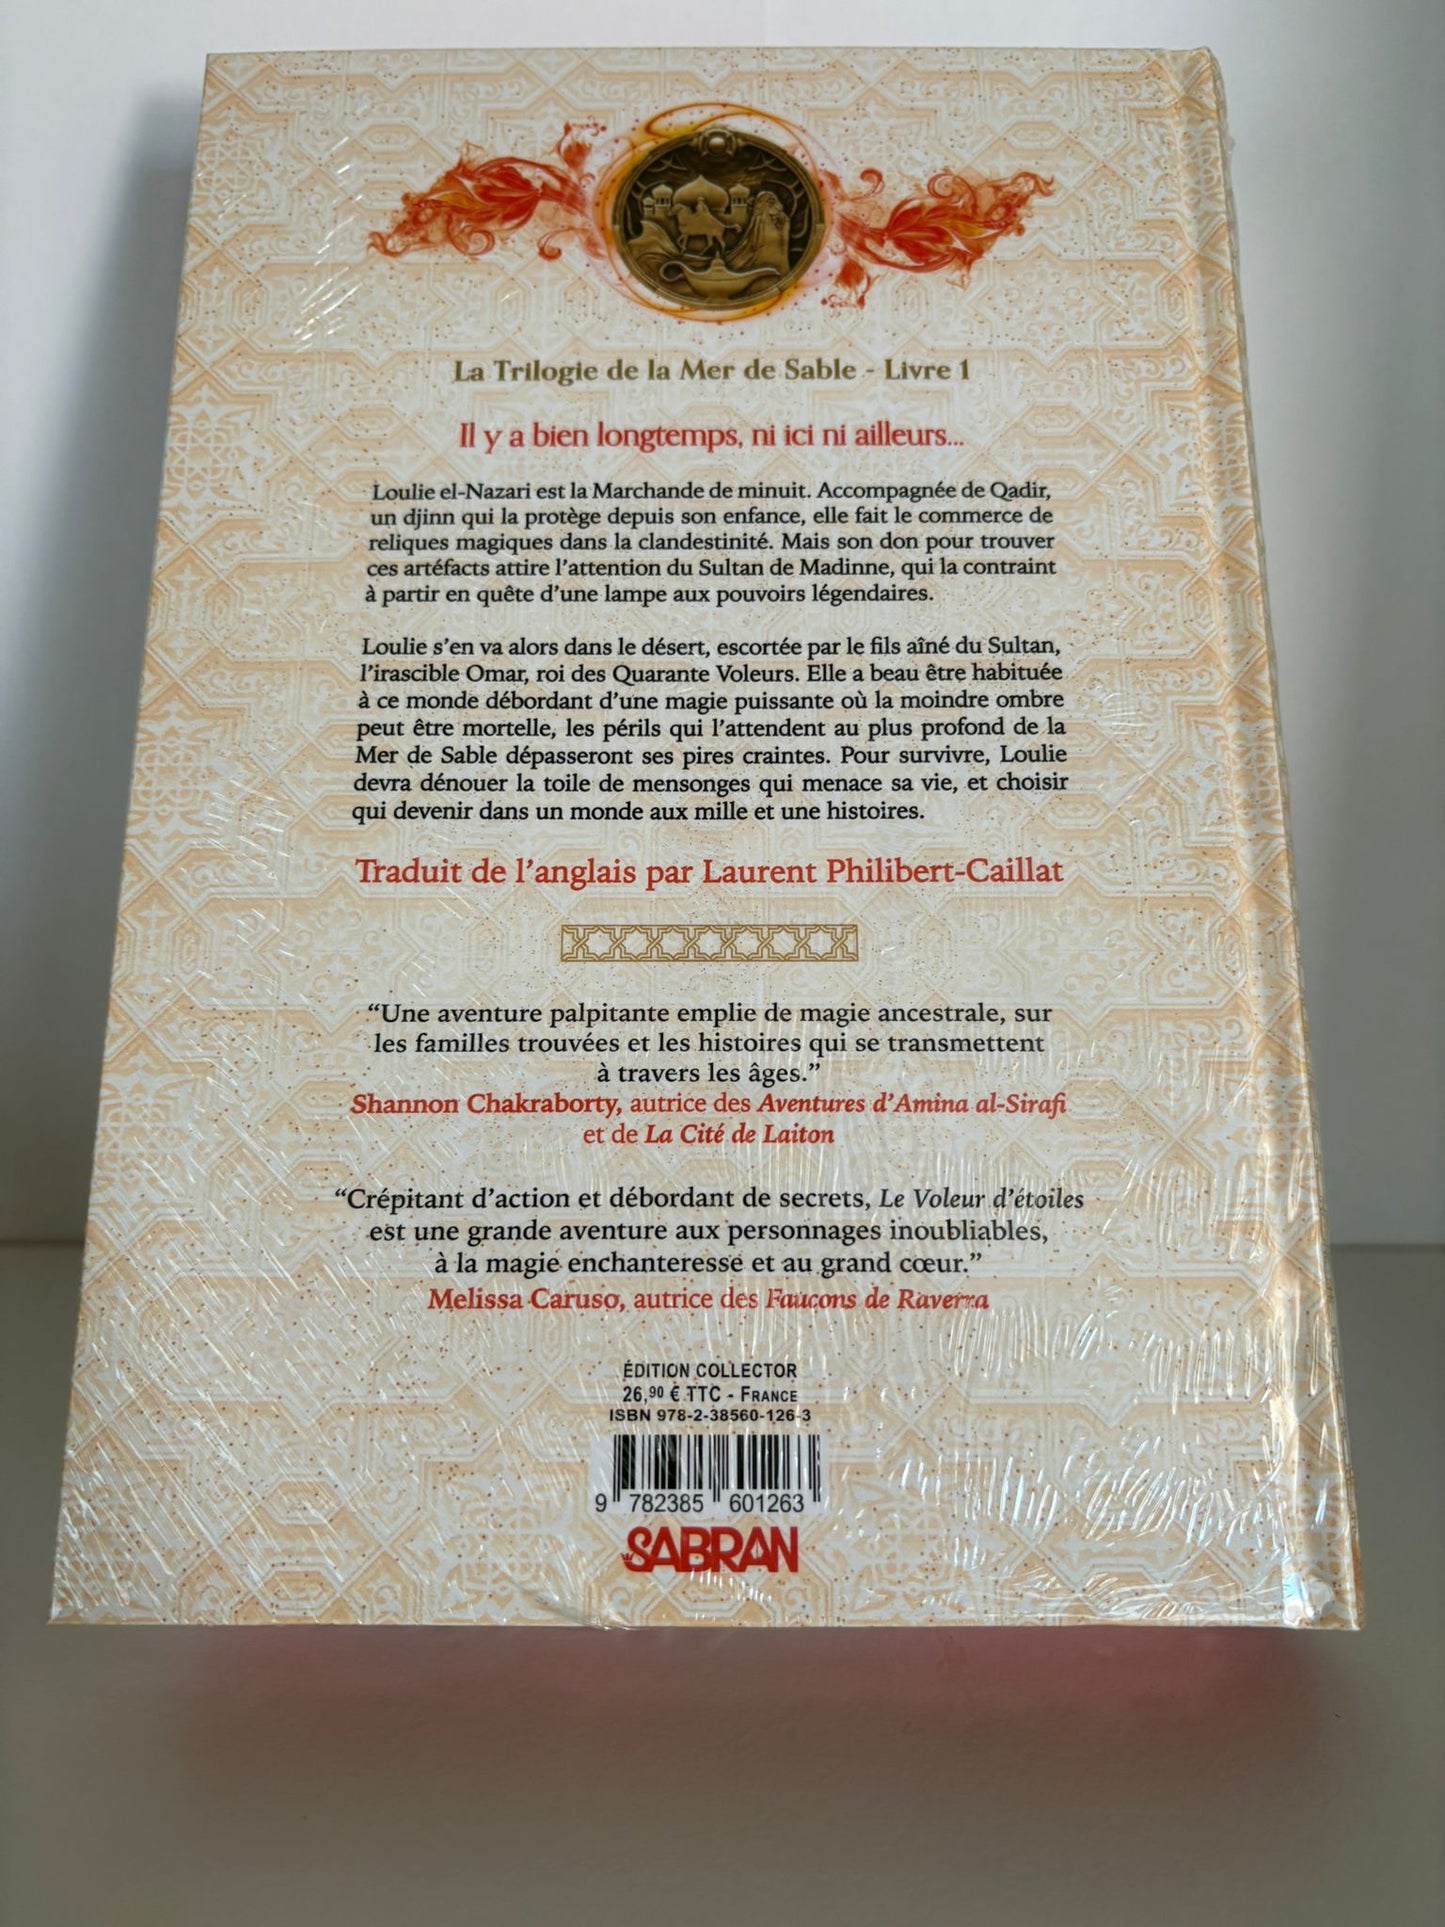 La Trilogie de la Mer de Sable - Livre 1
Il y a bien longtemps, ni ici ni ailleurs...
Loulie el-Nazari est la Marchande de minuit. Accompagnée de Qadir,
un djinn qui la protège depuis son enfance, elle fait le commerce de
reliques magiques dans la clandestinité. Mais son don pour trouver
ces artéfacts attire l'attention du Sultan de Madinne, qui la contraint
à partir en quête d'une lampe aux pouvoirs légendaires.
Loulie s'en va alors dans le désert, escortée par le fils aîné du Sultan,
l'irascible Omar, roi des Quarante Voleurs. Elle a beau être habituée
à ce monde débordant d'une magie puissante où la moindre ombre
peut être mortelle, les périls qui l'attendent au plus profond de la
Mer de Sable dépasseront ses pires craintes. Pour survivre, Loulie
devra dénouer la toile de mensonges qui menace sa vie, et choisir
qui devenir dans un monde aux mille et une histoires.
Traduit de l'anglais par Laurent Philibert-Caillat
“Une aventure palpitante emplie de magie ancestrale, sur
les familles trouvées et les histoires qui se transmettent
à travers les âges.”
Shannon Chakraborty, autrice des Aventures d'Amina al-Sirafi
et de La Cité de Laiton
“Crépitant d'action et débordant de secrets, Le Voleur d'étoiles
est une grande aventure aux personnages inoubliables,
à la magie enchanteresse et au grand cœur.”
Melissa Caruso, autrice des Faucons de Raverra
ÉDITION COLLECTOR
26,90 € TTC - FRANCE
ISBN 978-2-38560-126-3
9 782385 601263
SABRAN